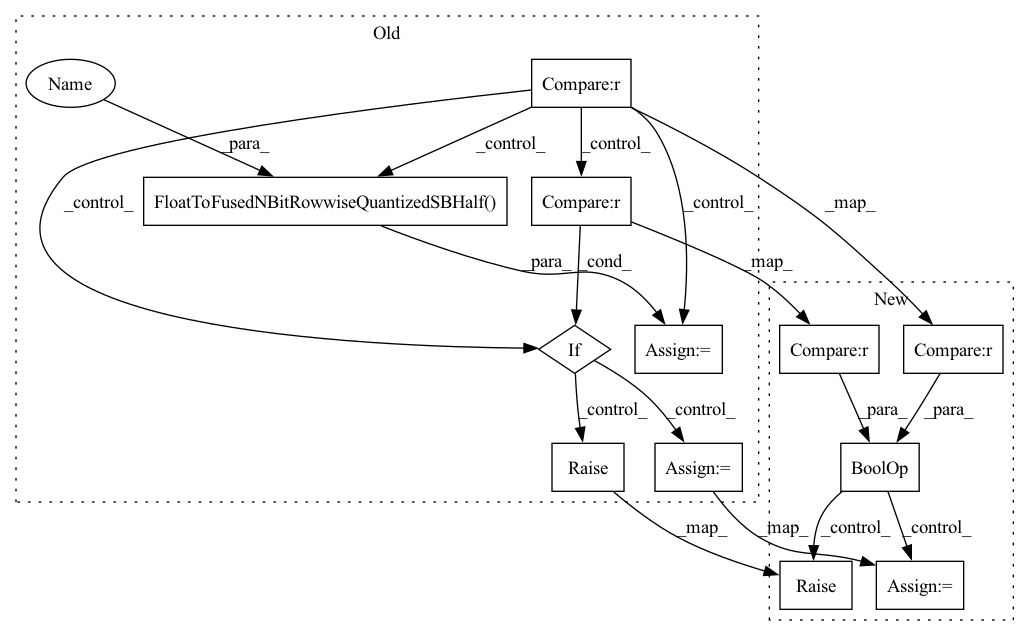 Old
Name
Compare:r
_para_
_control_
_control_
_control_
FloatToFusedNBitRowwiseQuantizedSBHalf()
Compare:r
_control_
_map_
_para_
_cond_
_map_
New
If
Assign:=
Compare:r
Compare:r
_control_
_control_
_para_
_para_
Raise
Assign:=
BoolOp
_map_
_map_
_control_
_control_
Raise
Assign:=